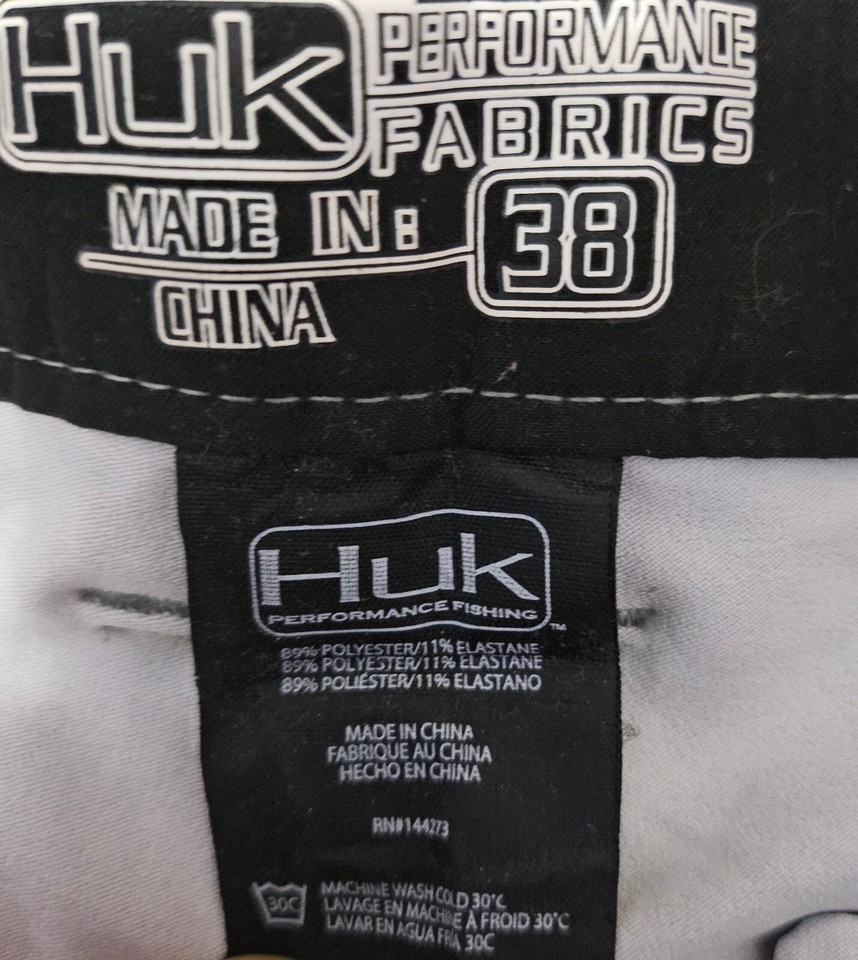 Huk PERFORMANCE
FABRICS
MADE IN: 38
CHINA
Huk
PERFORMANCE FISHING™
89% POLYESTER/11% ELASTANE
89% POLYESTER/11% ELASTANE
89% POLIÉSTER/11% ELASTANO
MADE IN CHINA
FABRIQUE AU CHINA
HECHO EN CHINA
RN#144273
30C MACHINE WASH COLD 30°C
LAVAGE EN MACHINE À FROID 30°C
LAVAR EN AGUA FRÍA 30C